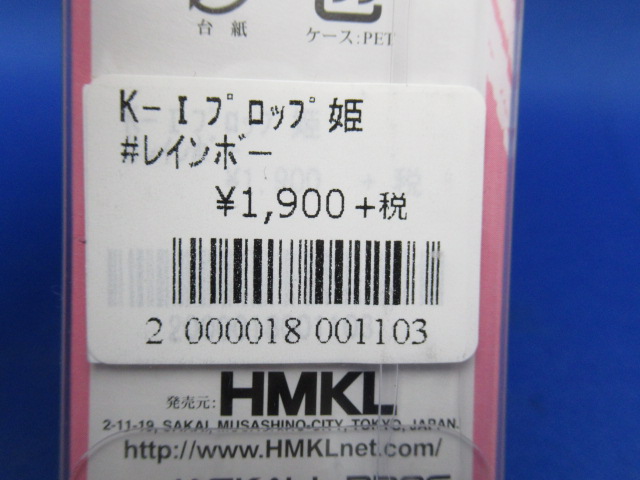 台 紙
ケース:PET
K-Iプロップ姫
#レインボー
¥1,900+税
2 000018 001103
発売元: HMKL
2-11-19, SAKAI, MUSASHINO-CITY, TOKYO, JAPAN.
http://www.HMKLnet.com/